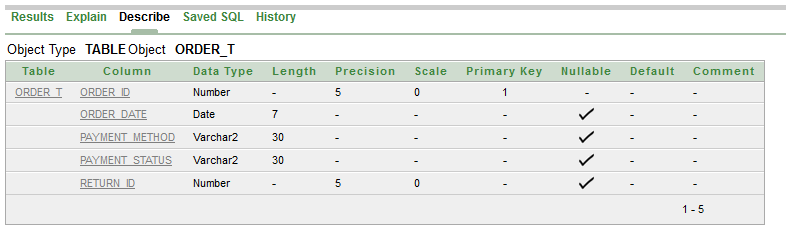 Results Explain Describe Saved SQL History
Object Type TABLE Object ORDER_T
Table Column Data Type Length Precision Scale Primary Key Nullable Default Comment
ORDER_T ORDER_ID Number - 5 0 1 - - -
ORDER_DATE Date 7 - - - ✓ - -
PAYMENT_METHOD Varchar2 30 - - - ✓ - -
PAYMENT_STATUS Varchar2 30 - - - ✓ - -
RETURN_ID Number - 5 0 - ✓ - -
1 - 5